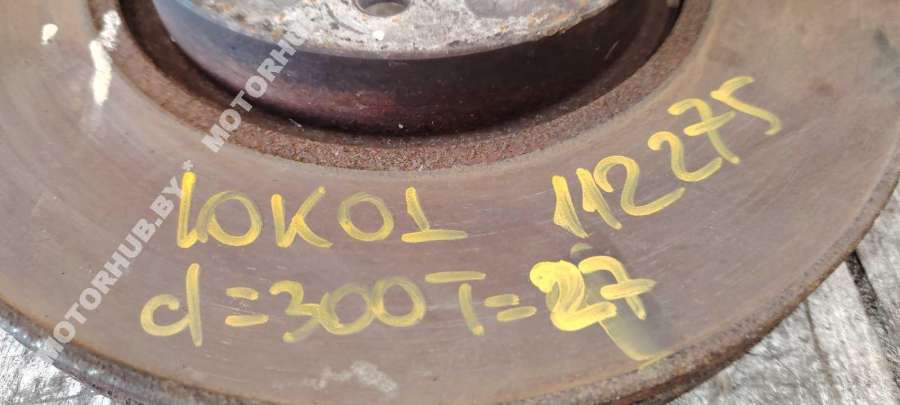 MOTORHUB.BY * MOTORHUB
10K01 112275
d=300 T=27